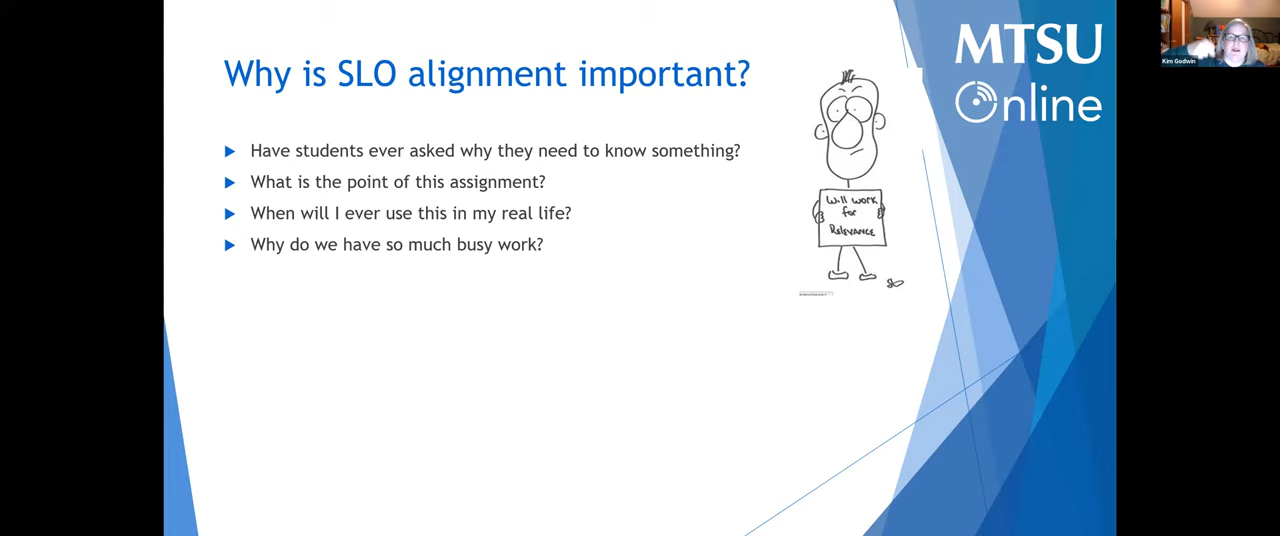 Why is SLO alignment important?
Have students ever asked why they need to know something?
What is the point of this assignment?
When will I ever use this in my real life?
Why do we have so much busy work?
Will work
for
Relevance
MTSU
Online
Kim Godwin